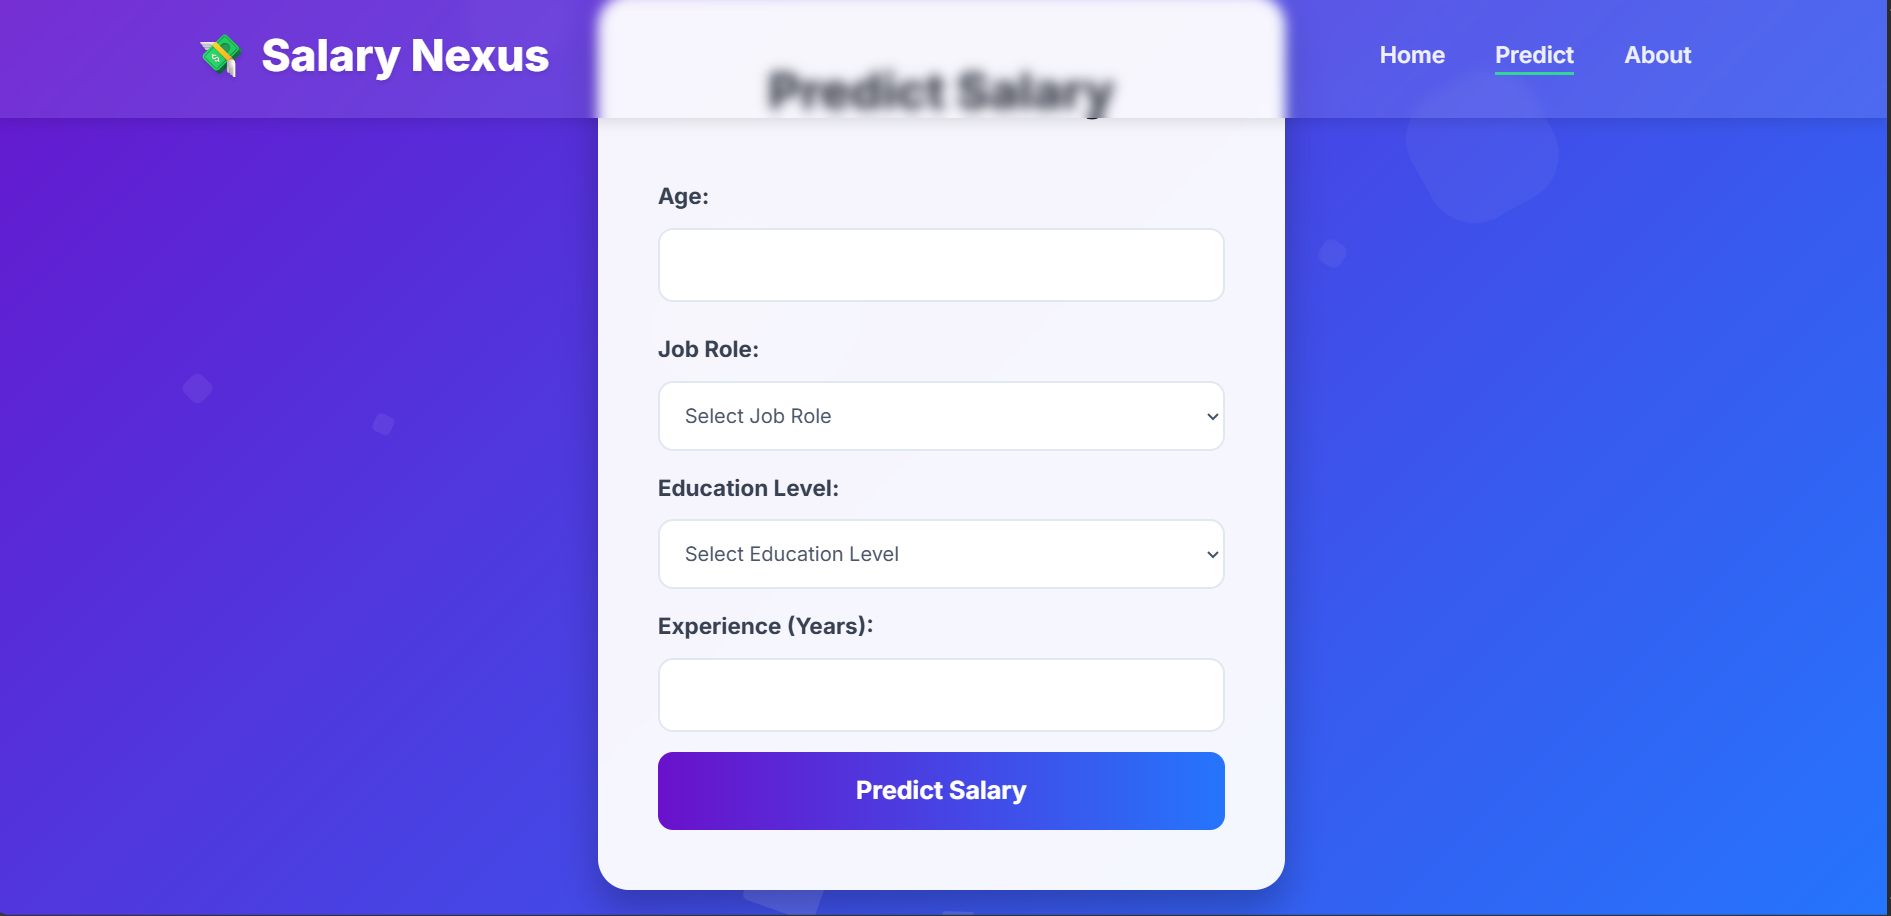 Salary Nexus
Home
Predict
About
Predict Salary
Age:
Job Role:
Select Job Role
Education Level:
Select Education Level
Experience (Years):
Predict Salary